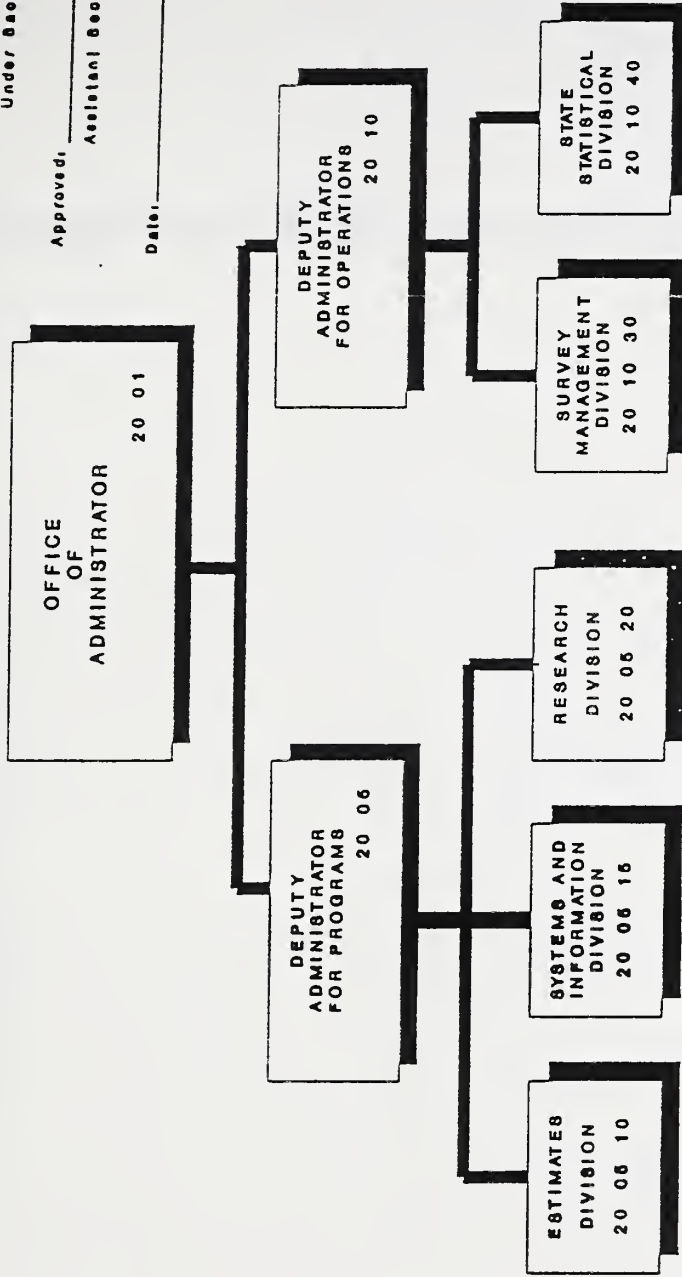 Under Sec
Approved:
Assistant Sec
Date:
OFFICE
OF
ADMINISTRATOR
20 01
DEPUTY
ADMINISTRATOR
FOR PROGRAMS
20 05
DEPUTY
ADMINISTRATOR
FOR OPERATIONS
20 10
ESTIMATES
DIVISION
20 05 10
SYSTEMS AND
INFORMATION
DIVISION
20 05 15
RESEARCH
DIVISION
20 05 20
SURVEY
MANAGEMENT
DIVISION
20 10 30
STATE
STATISTICAL
DIVISION
20 10 40